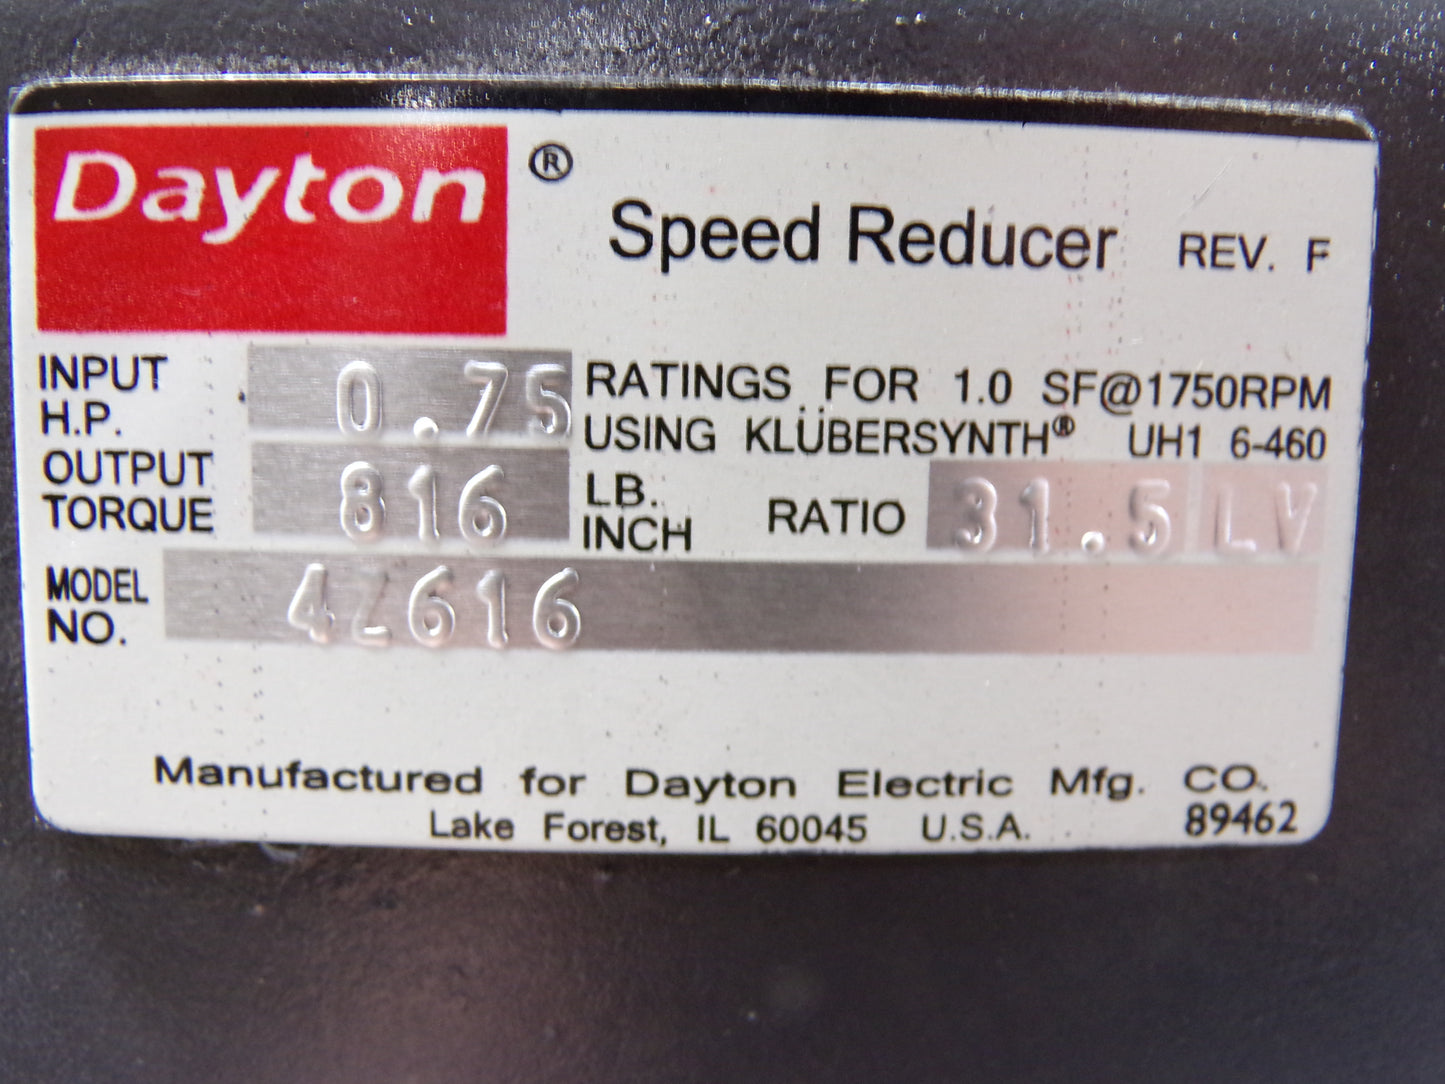 Dayton®
Speed Reducer REV. F
INPUT H.P. 0.75
RATINGS FOR 1.0 SF@1750RPM
USING KLÜBERSYNTH® UH1 6-460
OUTPUT TORQUE 816 LB. INCH
RATIO 31.5 LV
MODEL NO. 4Z616
Manufactured for Dayton Electric Mfg. CO.
Lake Forest, IL 60045 U.S.A. 89462